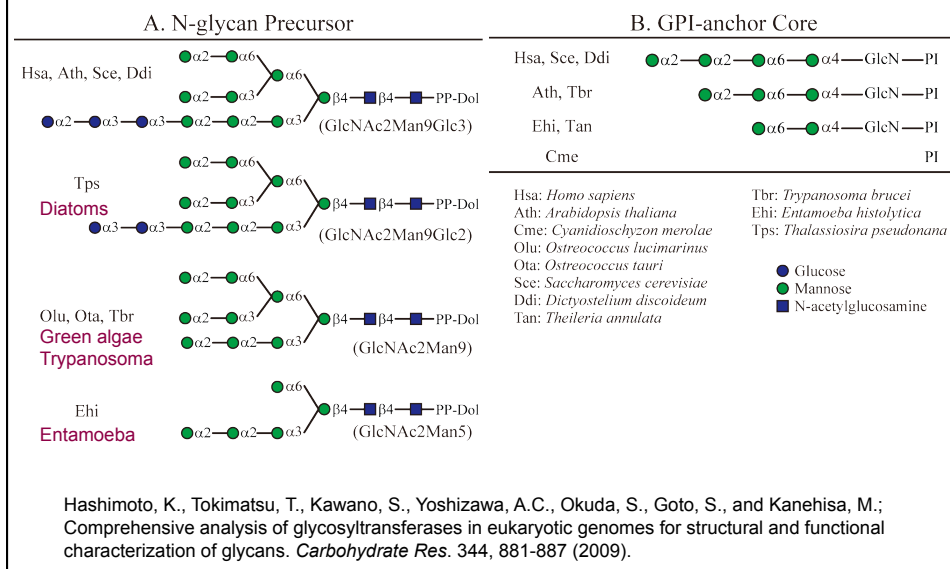 A. N-glycan Precursor
Hsa, Ath, Sce, Ddi
α2 α6
α6
α2 α3
β4 β4 PP-Dol
α2 α3 α3 α2 α2 α3
(GlcNAc2Man9Glc3)
Tps
Diatoms
α2 α6
α6
α2 α3
β4 β4 PP-Dol
α3 α3 α2 α2 α3
(GlcNAc2Man9Glc2)
Olu, Ota, Tbr
Green algae
Trypanosoma
α2 α6
α6
α2 α3
β4 β4 PP-Dol
α2 α2 α3
(GlcNAc2Man9)
Ehi
Entamoeba
α6
β4 β4 PP-Dol
α2 α2 α3
(GlcNAc2Man5)
B. GPI-anchor Core
Hsa, Sce, Ddi α2 α2 α6 α4 GlcN PI
Ath, Tbr α2 α6 α4 GlcN PI
Ehi, Tan α6 α4 GlcN PI
Cme PI
Hsa: Homo sapiens
Ath: Arabidopsis thaliana
Cme: Cyanidioschyzon merolae
Olu: Ostreococcus lucimarinus
Ota: Ostreococcus tauri
Sce: Saccharomyces cerevisiae
Ddi: Dictyostelium discoideum
Tan: Theileria annulata
Tbr: Trypanosoma brucei
Ehi: Entamoeba histolytica
Tps: Thalassiosira pseudonana
Glucose
Mannose
N-acetylglucosamine
Hashimoto, K., Tokimatsu, T., Kawano, S., Yoshizawa, A.C., Okuda, S., Goto, S., and Kanehisa, M.;
Comprehensive analysis of glycosyltransferases in eukaryotic genomes for structural and functional
characterization of glycans. Carbohydrate Res. 344, 881-887 (2009).